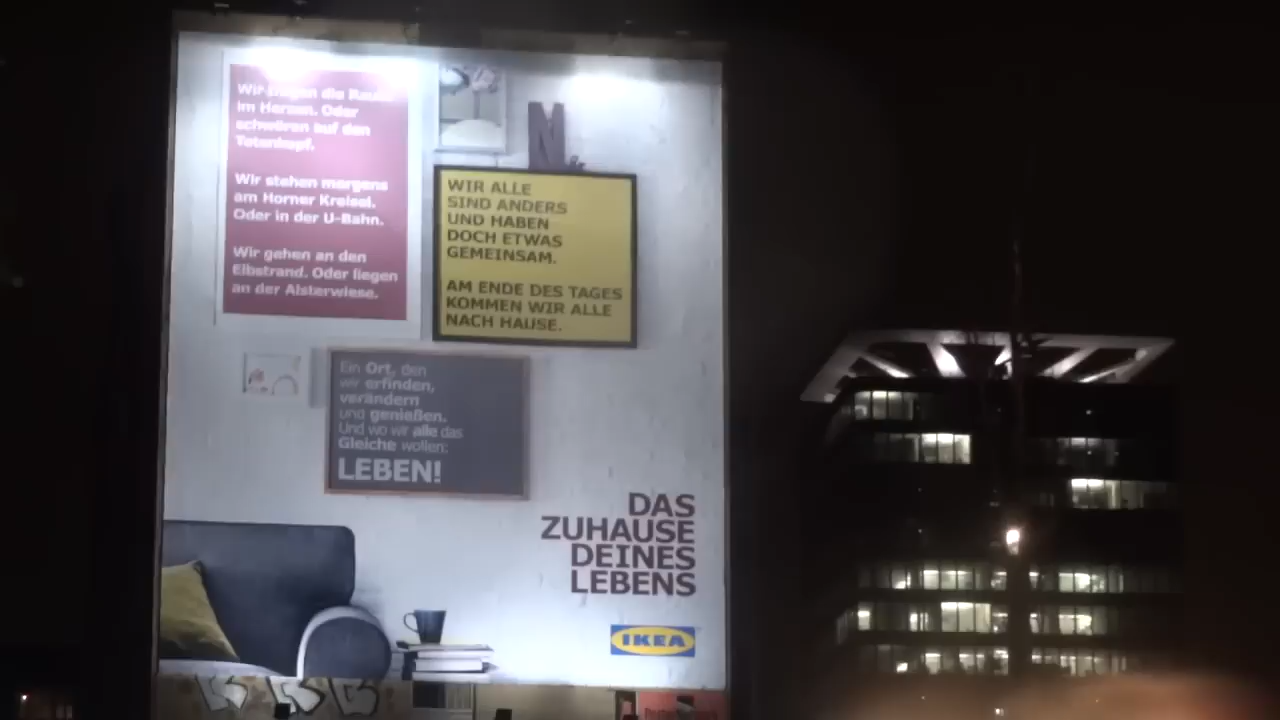 Wir tragen die Raute
im Herzen. Oder
schwören auf den
Totenkopf.
Wir stehen morgens
am Horner Kreisel.
Oder in der U-Bahn.
Wir gehen an den
Elbstrand. Oder liegen
an der Alsterwiese.
N
WIR ALLE
SIND ANDERS
UND HABEN
DOCH ETWAS
GEMEINSAM.
AM ENDE DES TAGES
KOMMEN WIR ALLE
NACH HAUSE.
Ein Ort, den
wir erfinden,
verändern
und genießen.
Und wo wir alle das
Gleiche wollen:
LEBEN!
DAS
ZUHAUSE
DEINES
LEBENS
IKEA